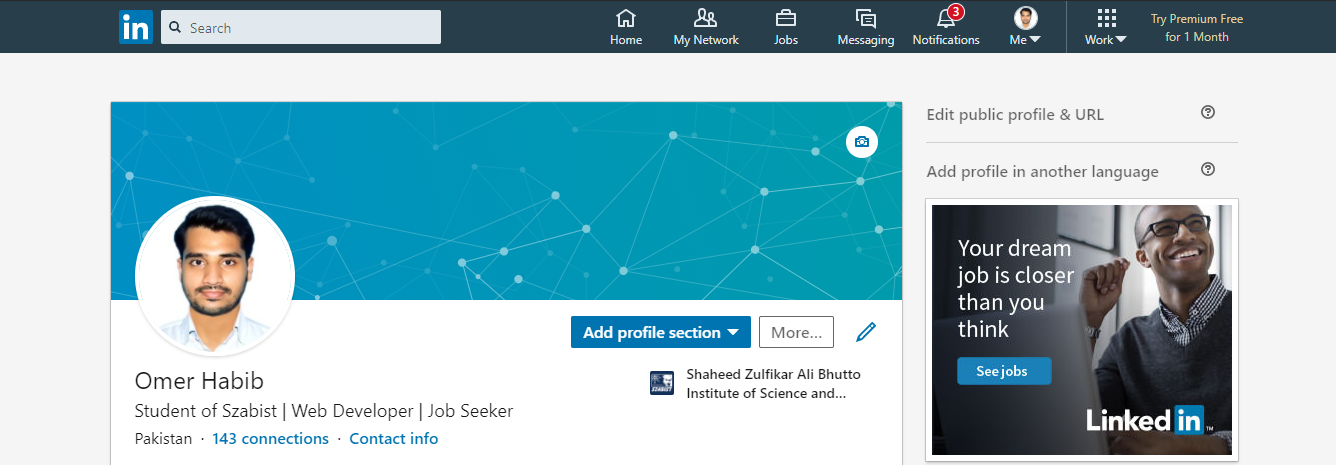 in
Search
Home
My Network
Jobs
Messaging
3
Notifications
Me
Work
Try Premium Free
for 1 Month
Edit public profile & URL
?
Add profile in another language
?
Add profile section
More...
Omer Habib
Student of Szabist | Web Developer | Job Seeker
Pakistan · 143 connections · Contact info
SZABIST
Shaheed Zulfikar Ali Bhutto
Institute of Science and...
Your dream
job is closer
than you
think
See jobs
Linked in ™